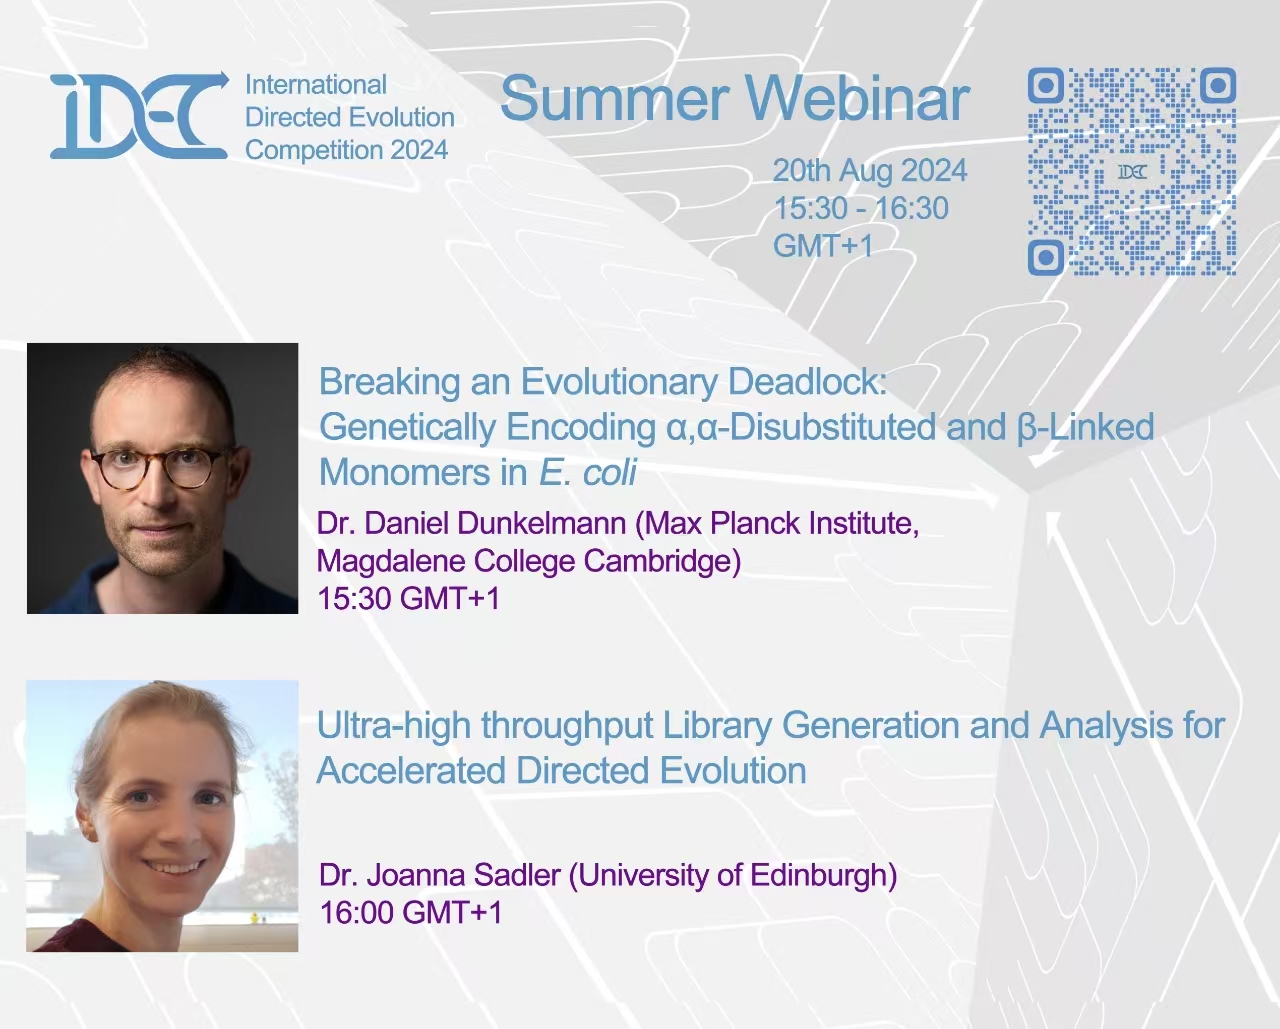 iDEC
International
Directed Evolution
Competition 2024
Summer Webinar
20th Aug 2024
15:30 - 16:30
GMT+1
iDEC
Breaking an Evolutionary Deadlock:
Genetically Encoding α,α-Disubstituted and β-Linked
Monomers in E. coli
Dr. Daniel Dunkelmann (Max Planck Institute,
Magdalene College Cambridge)
15:30 GMT+1
Ultra-high throughput Library Generation and Analysis for
Accelerated Directed Evolution
Dr. Joanna Sadler (University of Edinburgh)
16:00 GMT+1